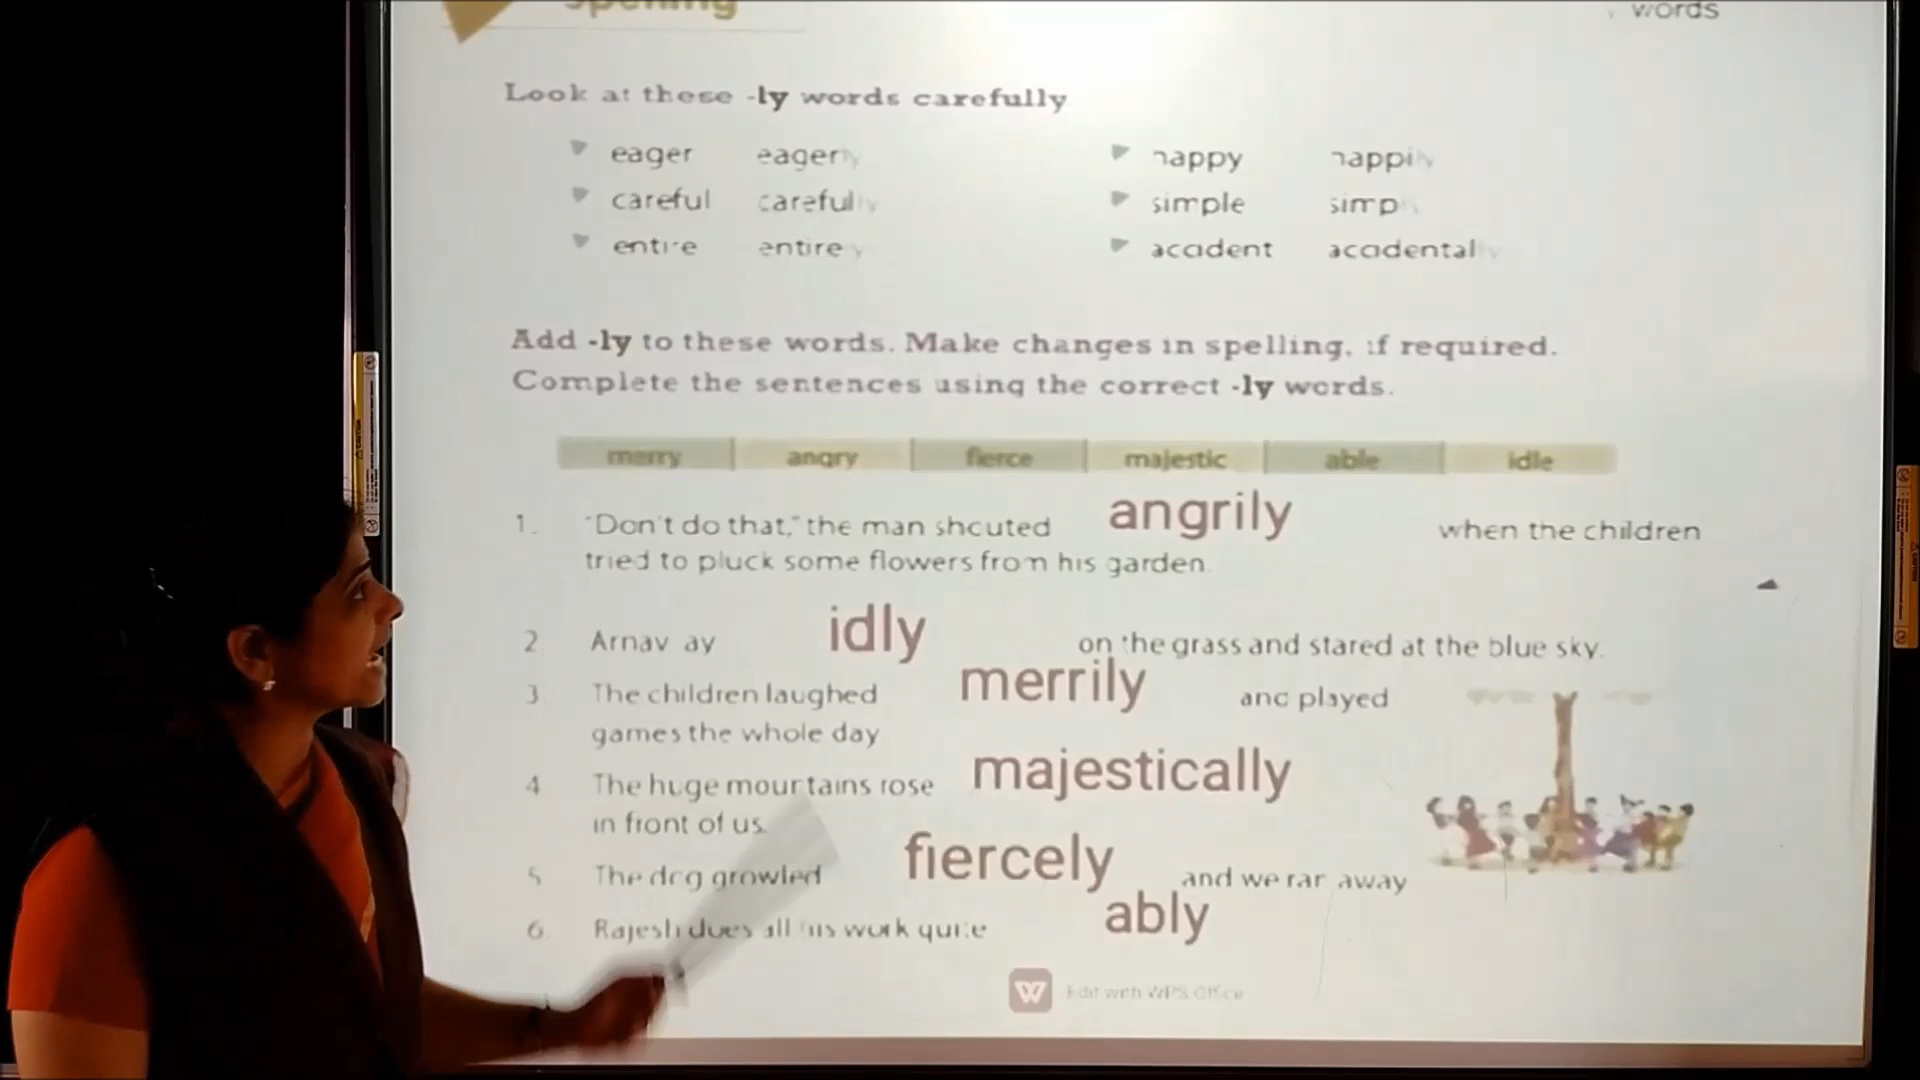 Spelling
words
Look at these -ly words carefully
eager eagerly happy happily
careful carefully simple simply
entire entirely accident accidentally
Add -ly to these words. Make changes in spelling, if required.
Complete the sentences using the correct -ly words.
merry angry fierce majestic able idle
1. "Don't do that," the man shouted angrily when the children
tried to pluck some flowers from his garden.
2 Arnav lay idly on the grass and stared at the blue sky.
3 The children laughed merrily and played
games the whole day
4 The huge mountains rose majestically
in front of us.
5 The dog growled fiercely and we ran away
6. Rajesh does all his work quite ably
W Edit with WPS Office
CAUTION